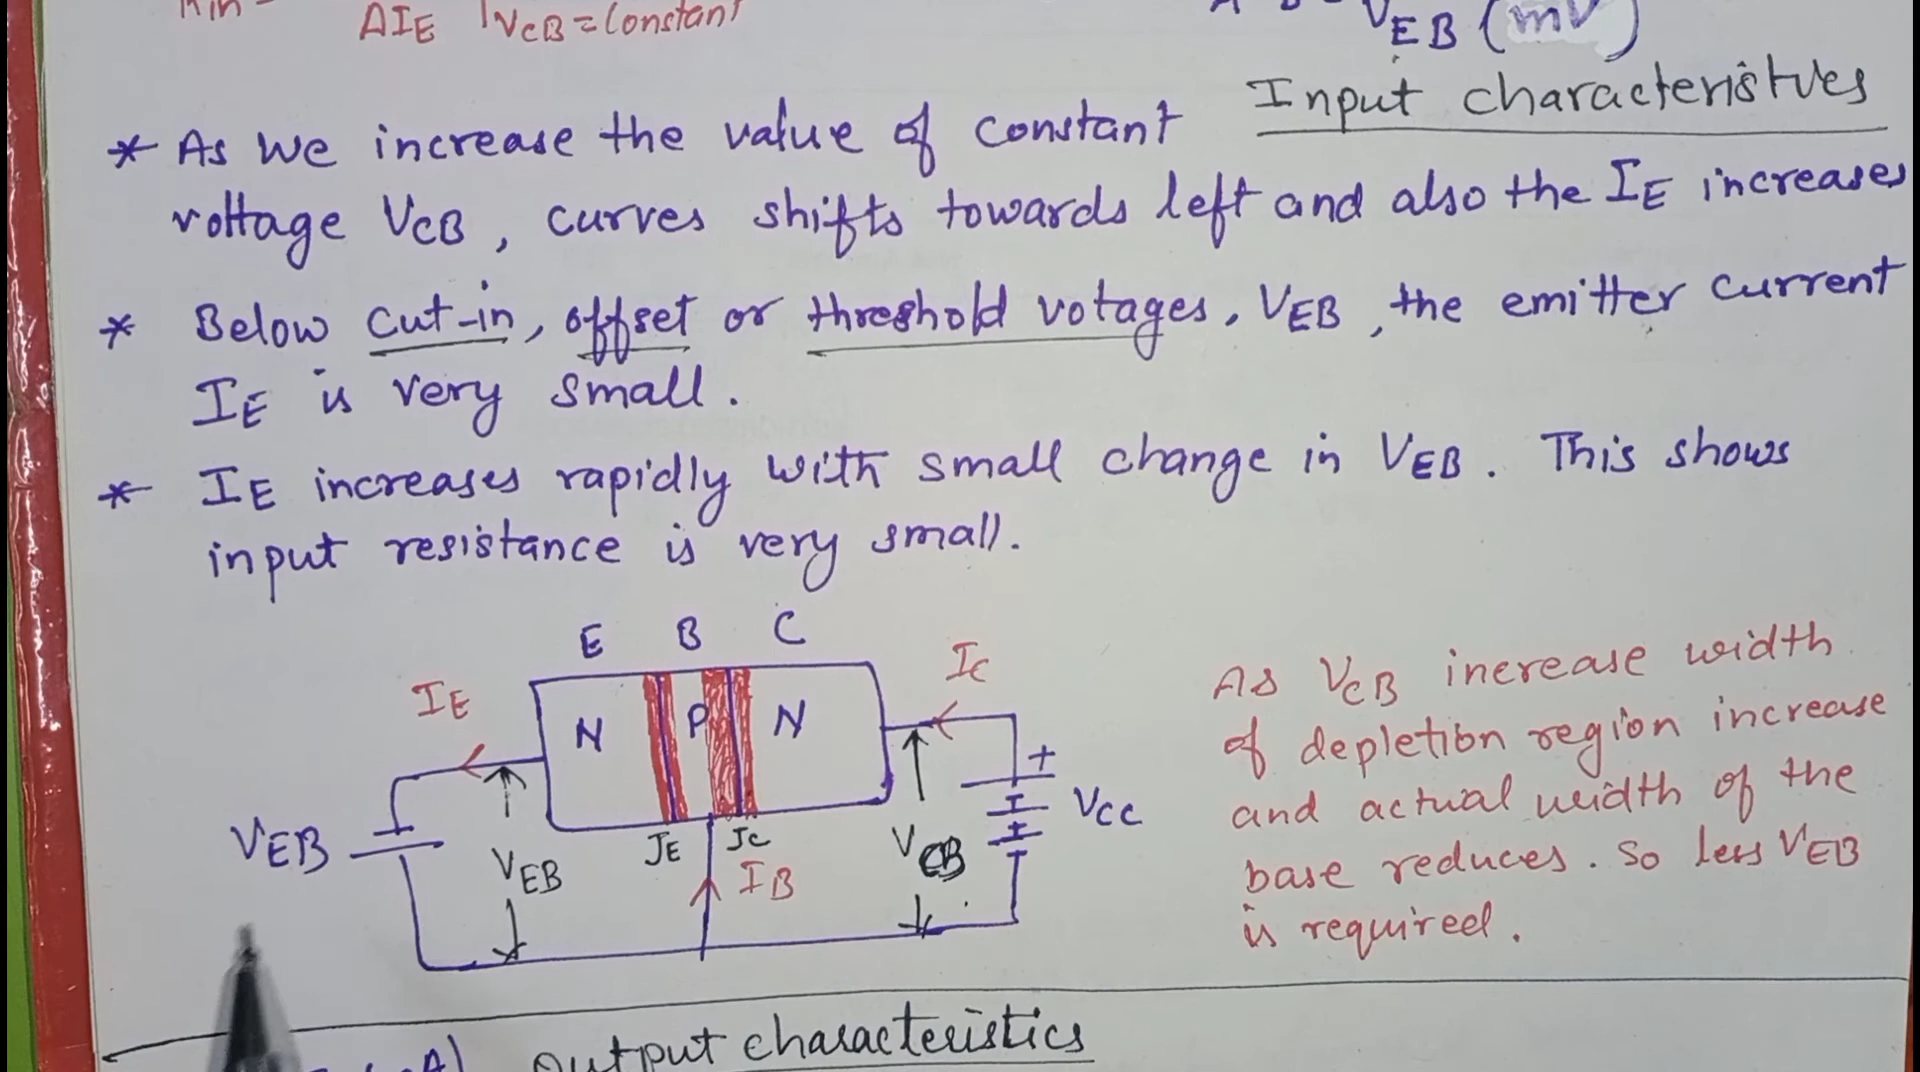 ΔIE | VCB = Constant
VEB (mV)
Input characteristics
* As we increase the value of constant
voltage VCB, curves shifts towards left and also the IE increases
* Below cut-in, offset or threshold votages, VEB, the emitter current
IE is very small.
* IE increases rapidly with small change in VEB. This shows
input resistance is very small.
E B C
IE
N P N
IC
+
VCC
VEB
VEB
JE JC
IB
VCB
As VCB increase width
of depletion region increase
and actual width of the
base reduces. So less VEB
is required.
Output characteristics